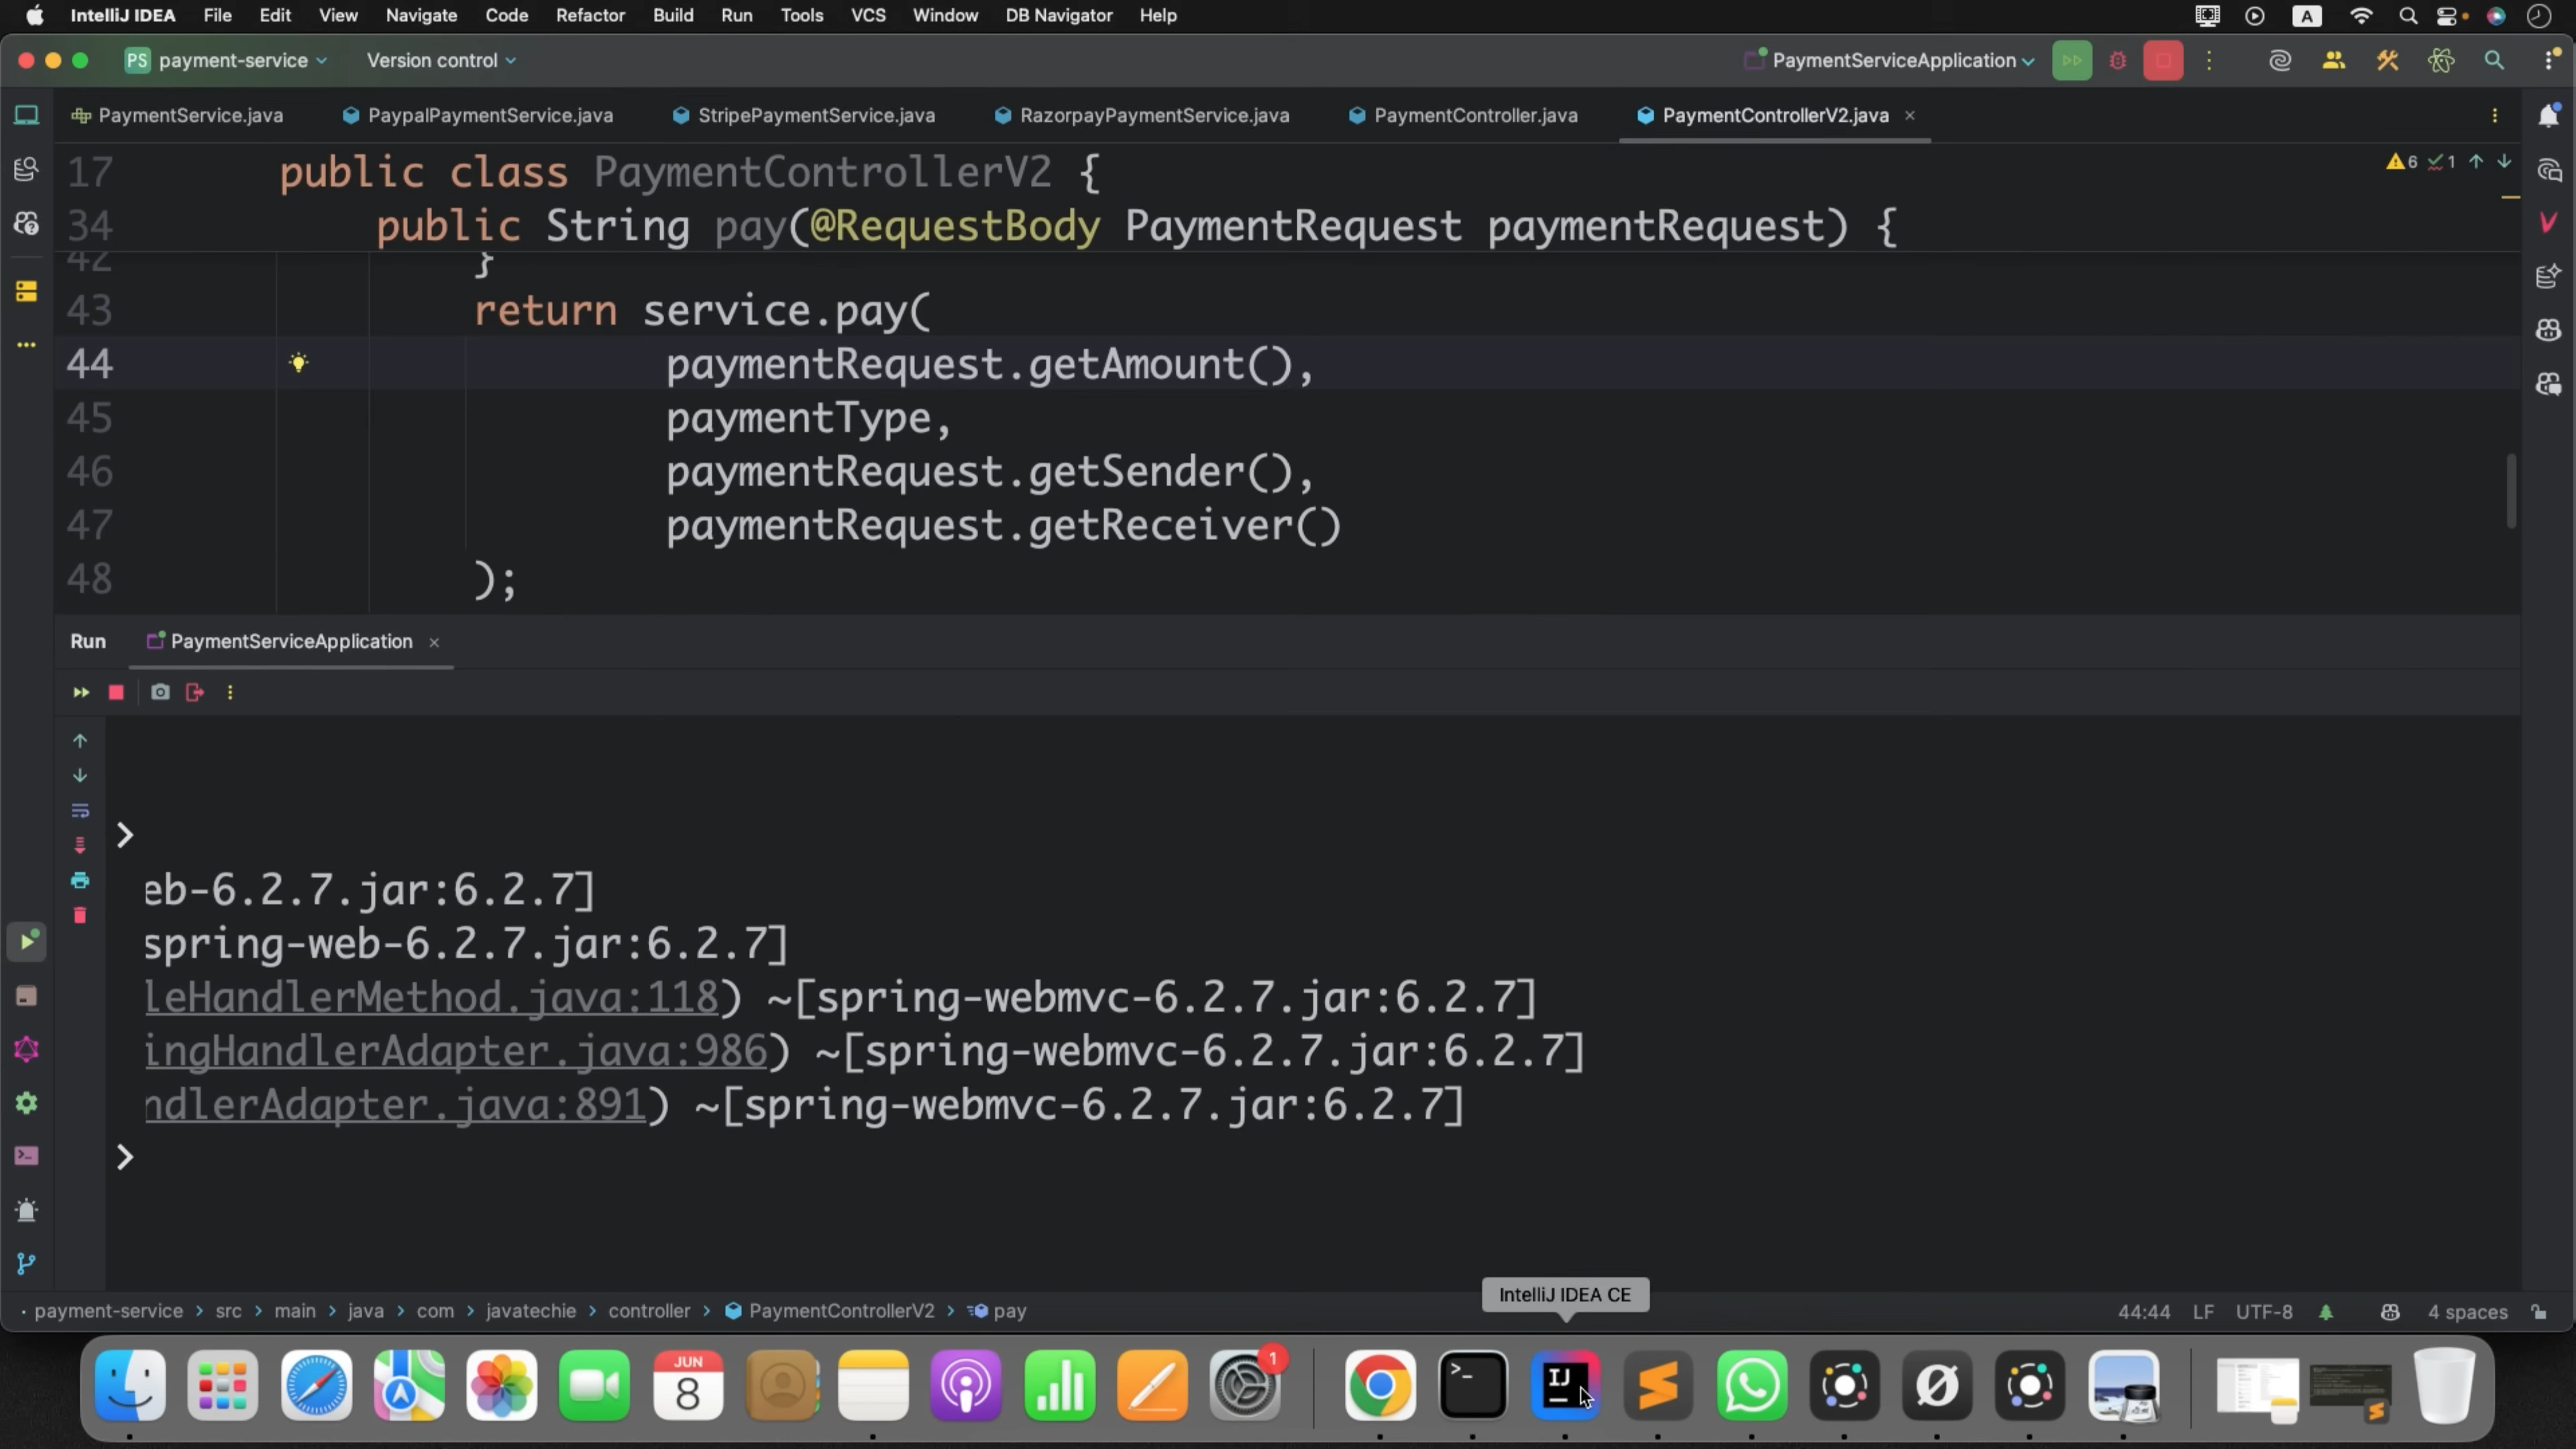 IntelliJ IDEA File Edit View Navigate Code Refactor Build Run Tools VCS Window DB Navigator Help A
PS payment-service Version control PaymentServiceApplication
PaymentService.java PaypalPaymentService.java StripePaymentService.java RazorpayPaymentService.java PaymentController.java PaymentControllerV2.java
17 public class PaymentControllerV2 { 6 1
34 public String pay(@RequestBody PaymentRequest paymentRequest) {
42 }
43 return service.pay(
44 paymentRequest.getAmount(),
45 paymentType,
46 paymentRequest.getSender(),
47 paymentRequest.getReceiver()
48 );
Run PaymentServiceApplication
eb-6.2.7.jar:6.2.7]
spring-web-6.2.7.jar:6.2.7]
leHandlerMethod.java:118) ~[spring-webmvc-6.2.7.jar:6.2.7]
ingHandlerAdapter.java:986) ~[spring-webmvc-6.2.7.jar:6.2.7]
ndlerAdapter.java:891) ~[spring-webmvc-6.2.7.jar:6.2.7]
IntelliJ IDEA CE
payment-service > src > main > java > com > javatechie > controller > PaymentControllerV2 > pay 44:44 LF UTF-8 4 spaces
JUN
8
1
IJ